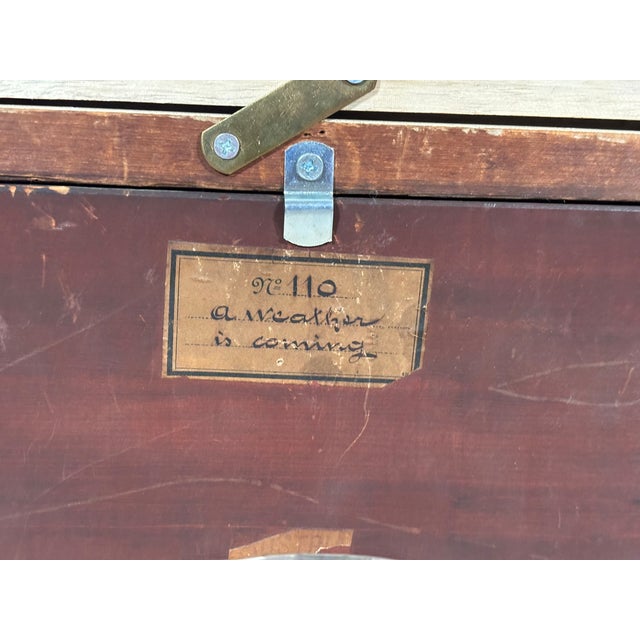 Nº 110
a weather
is coming